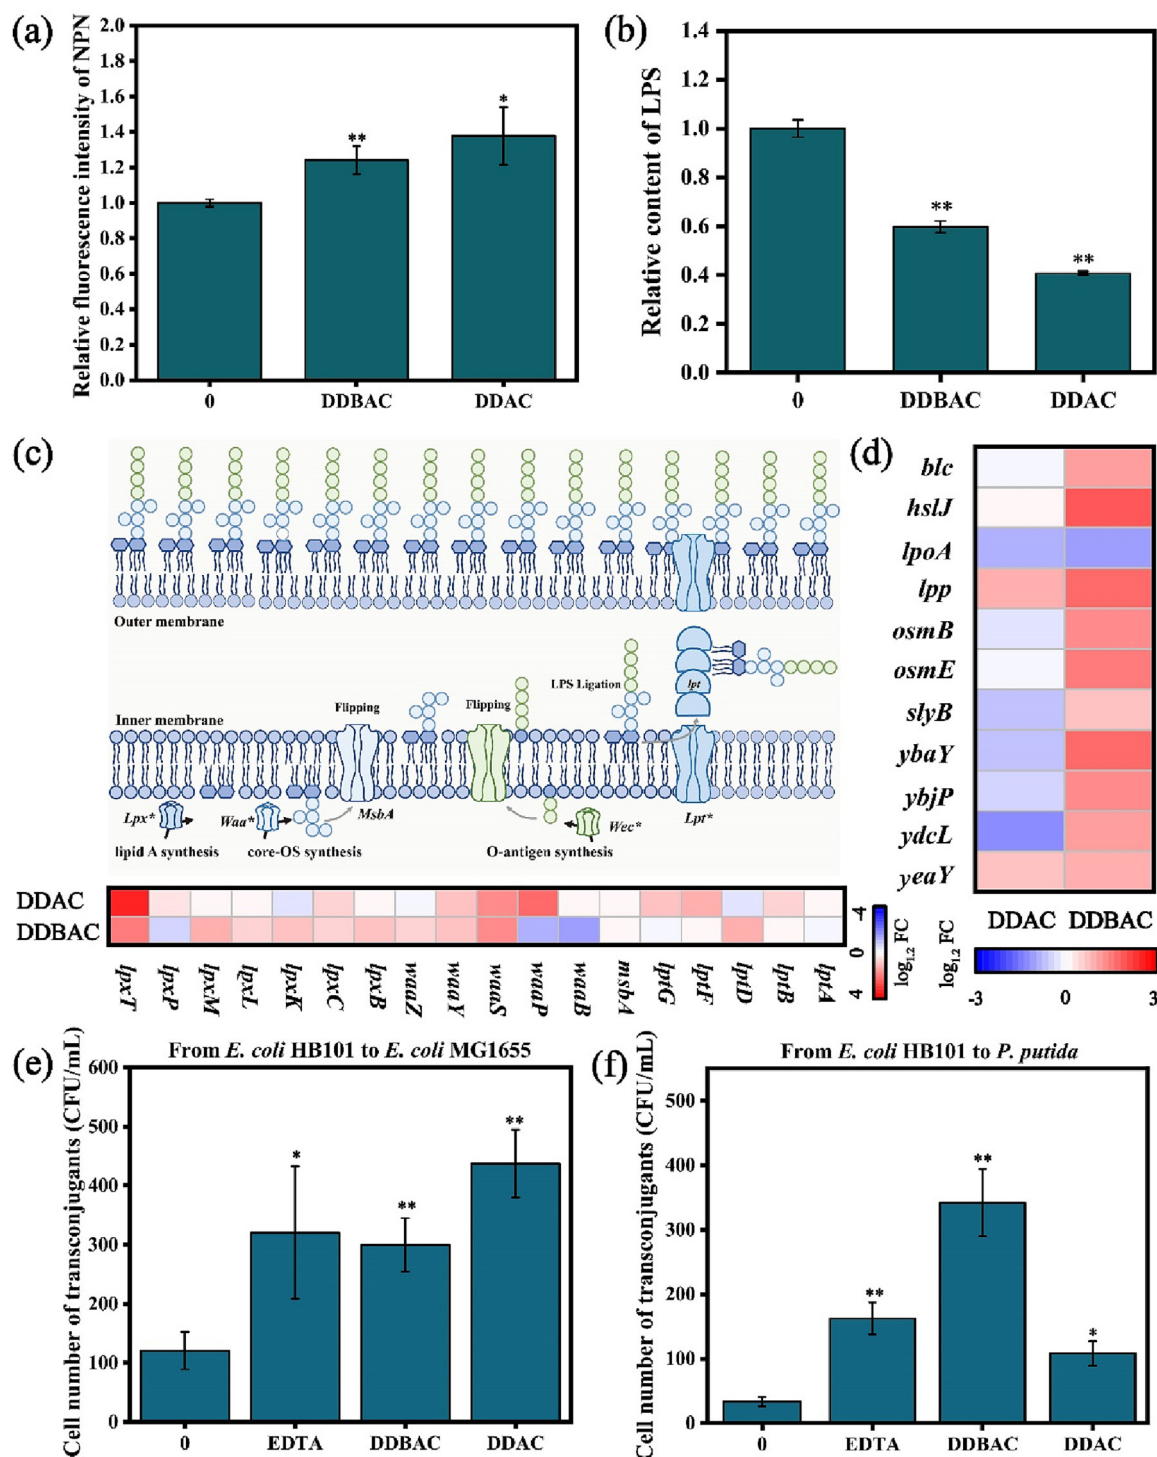 (a)
Relative fluorescence intensity of NPN
2.0
1.8
1.6
1.4
1.2
1.0
0.8
0.6
0.4
0.2
0.0
**
*
0 DDBAC DDAC
(b)
Relative content of LPS
1.4
1.2
1.0
0.8
0.6
0.4
0.2
0.0
**
**
0 DDBAC DDAC
(c)
Outer membrane
LPS Ligation
lpt
Flipping
Flipping
Inner membrane
Lpx*
Waa*
MsbA
Wec*
Lpt*
lipid A synthesis
core-OS synthesis
O-antigen synthesis
DDAC
DDBAC
lpxT lpxP lpxM lpxL lpxK lpxC lpxB waaZ waaY waaS waaP waaB msbA lptG lptF lptD lptB lptA
-4
0
4
log1.2 FC
(d)
blc
hslJ
lpoA
lpp
osmB
osmE
slyB
ybaY
ybjP
ydcL
yeaY
DDAC DDBAC
log1.2 FC
-3 0 3
(e)
From E. coli HB101 to E. coli MG1655
Cell number of transconjugants (CFU/mL)
600
500
400
300
200
100
0
*
**
**
0 EDTA DDBAC DDAC
(f)
From E. coli HB101 to P. putida
Cell number of transconjugants (CFU/mL)
500
400
300
200
100
0
**
**
*
0 EDTA DDBAC DDAC